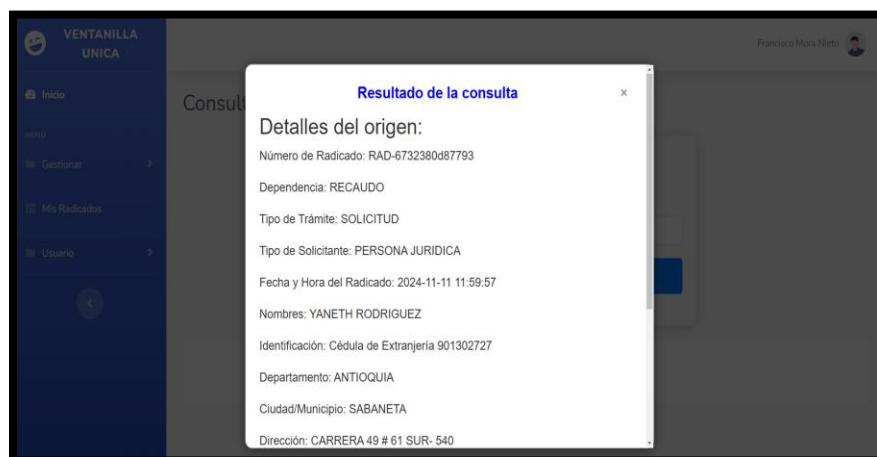 VENTANILLA
UNICA
Francisco Mora Nieto
Inicio
MENÚ
Gestionar
Mis Radicados
Usuario
Consult
Resultado de la consulta
x
Detalles del origen:
Número de Radicado: RAD-6732380d87793
Dependencia: RECAUDO
Tipo de Trámite: SOLICITUD
Tipo de Solicitante: PERSONA JURIDICA
Fecha y Hora del Radicado: 2024-11-11 11:59:57
Nombres: YANETH RODRIGUEZ
Identificación: Cédula de Extranjería 901302727
Departamento: ANTIOQUIA
Ciudad/Municipio: SABANETA
Dirección: CARRERA 49 # 61 SUR- 540